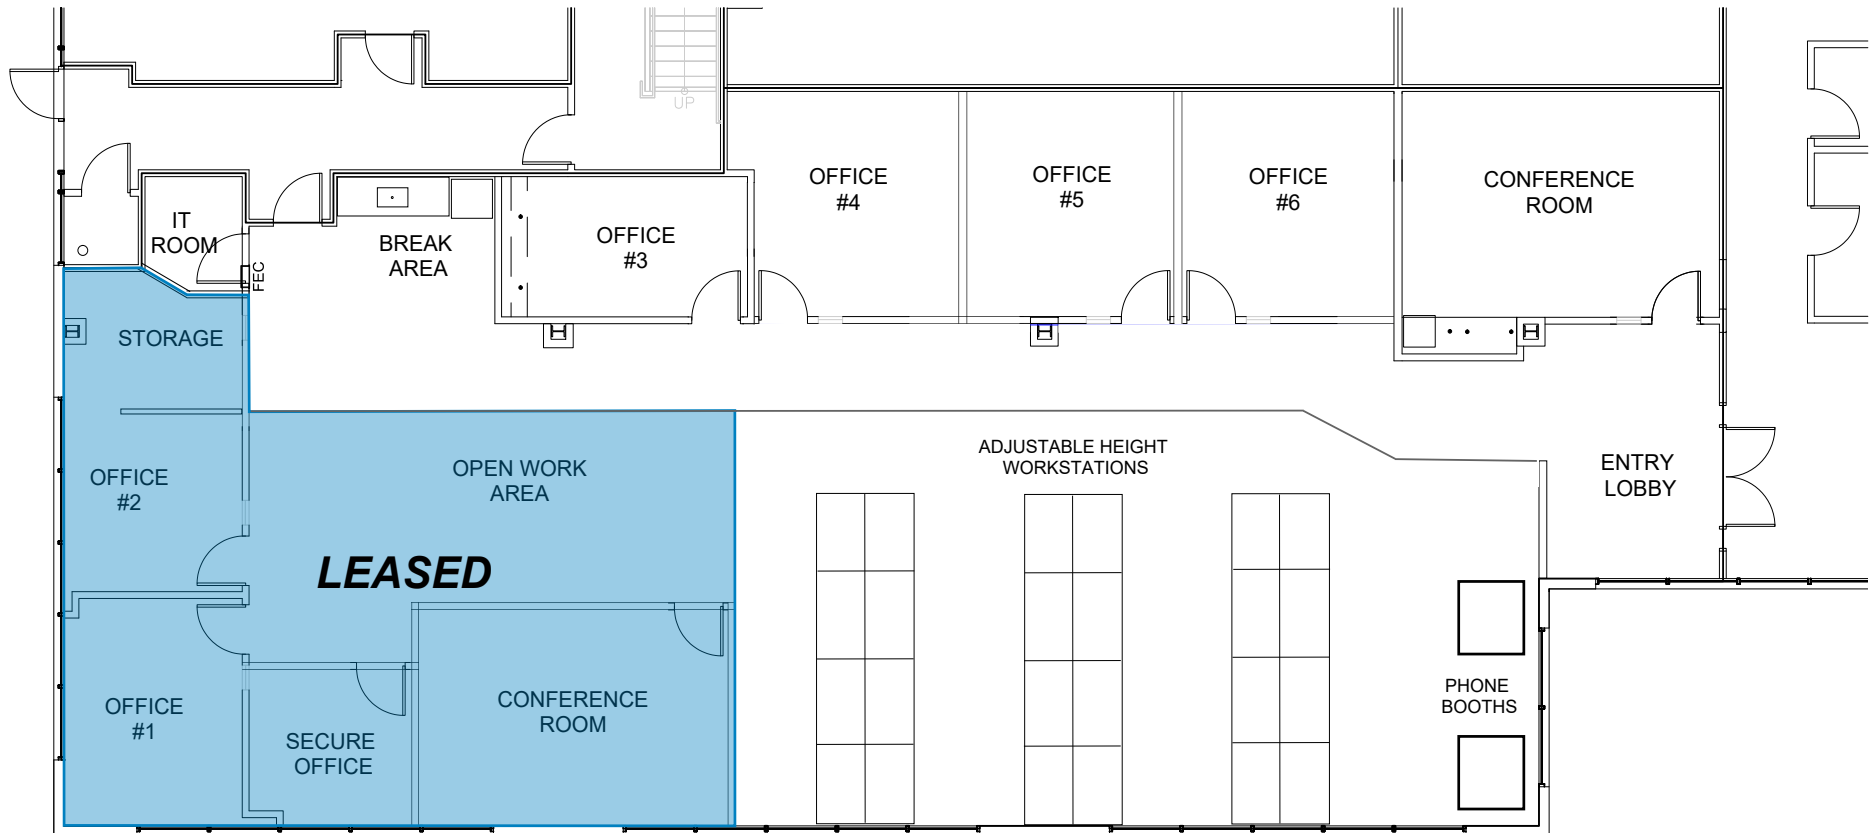 UP
OFFICE
#4
OFFICE
#5
OFFICE
#6
CONFERENCE
ROOM
IT
ROOM
BREAK
AREA
OFFICE
#3
FEC
STORAGE
OFFICE
#2
OPEN WORK
AREA
ADJUSTABLE HEIGHT
WORKSTATIONS
ENTRY
LOBBY
LEASED
OFFICE
#1
SECURE
OFFICE
CONFERENCE
ROOM
PHONE
BOOTHS